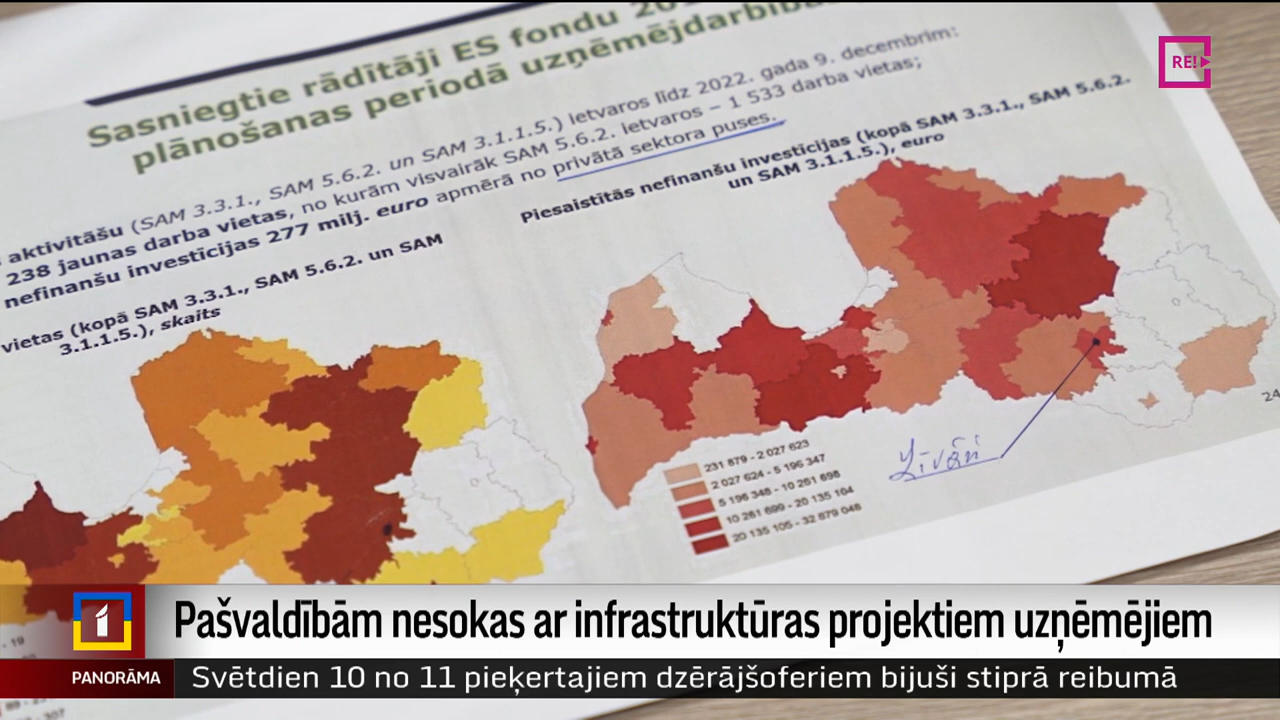 Sasniegtie rādītāji ES fondu
plānošanas periodā
RE!
aktivitāšu (SAM 3.3.1., SAM 5.6.2. un SAM 3.1.1.5.) ietvaros līdz 2022. gada 9. decembrim:
238 jaunas darba vietas, no kurām visvairāk SAM 5.6.2. ietvaros – 1 533 darba vietas;
nefinanšu investīcijas 277 milj. euro apmērā no privātā sektora puses.
vietas (kopā SAM 3.3.1., SAM 5.6.2. un SAM
3.1.1.5.), skaits
Piesaistītās nefinanšu investīcijas (kopā SAM 3.3.1., SAM 5.6.2.
un SAM 3.1.1.5.), euro
231 879 - 2 027 623
2 027 624 - 5 196 347
5 196 348 - 10 261 698
10 261 699 - 20 135 104
20 135 105 - 32 879 048
Līvāni
24
1
Pašvaldībām nesokas ar infrastruktūras projektiem uzņēmējiem
PANORĀMA
Svētdien 10 no 11 pieķertajiem dzērājšoferiem bijuši stiprā reibumā